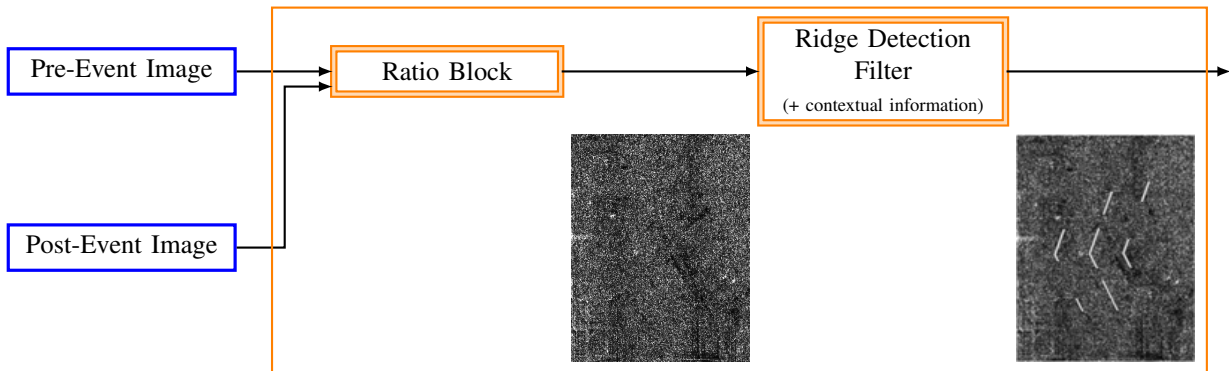 Pre-Event Image
Ratio Block
Ridge Detection
Filter
(+ contextual information)
Post-Event Image